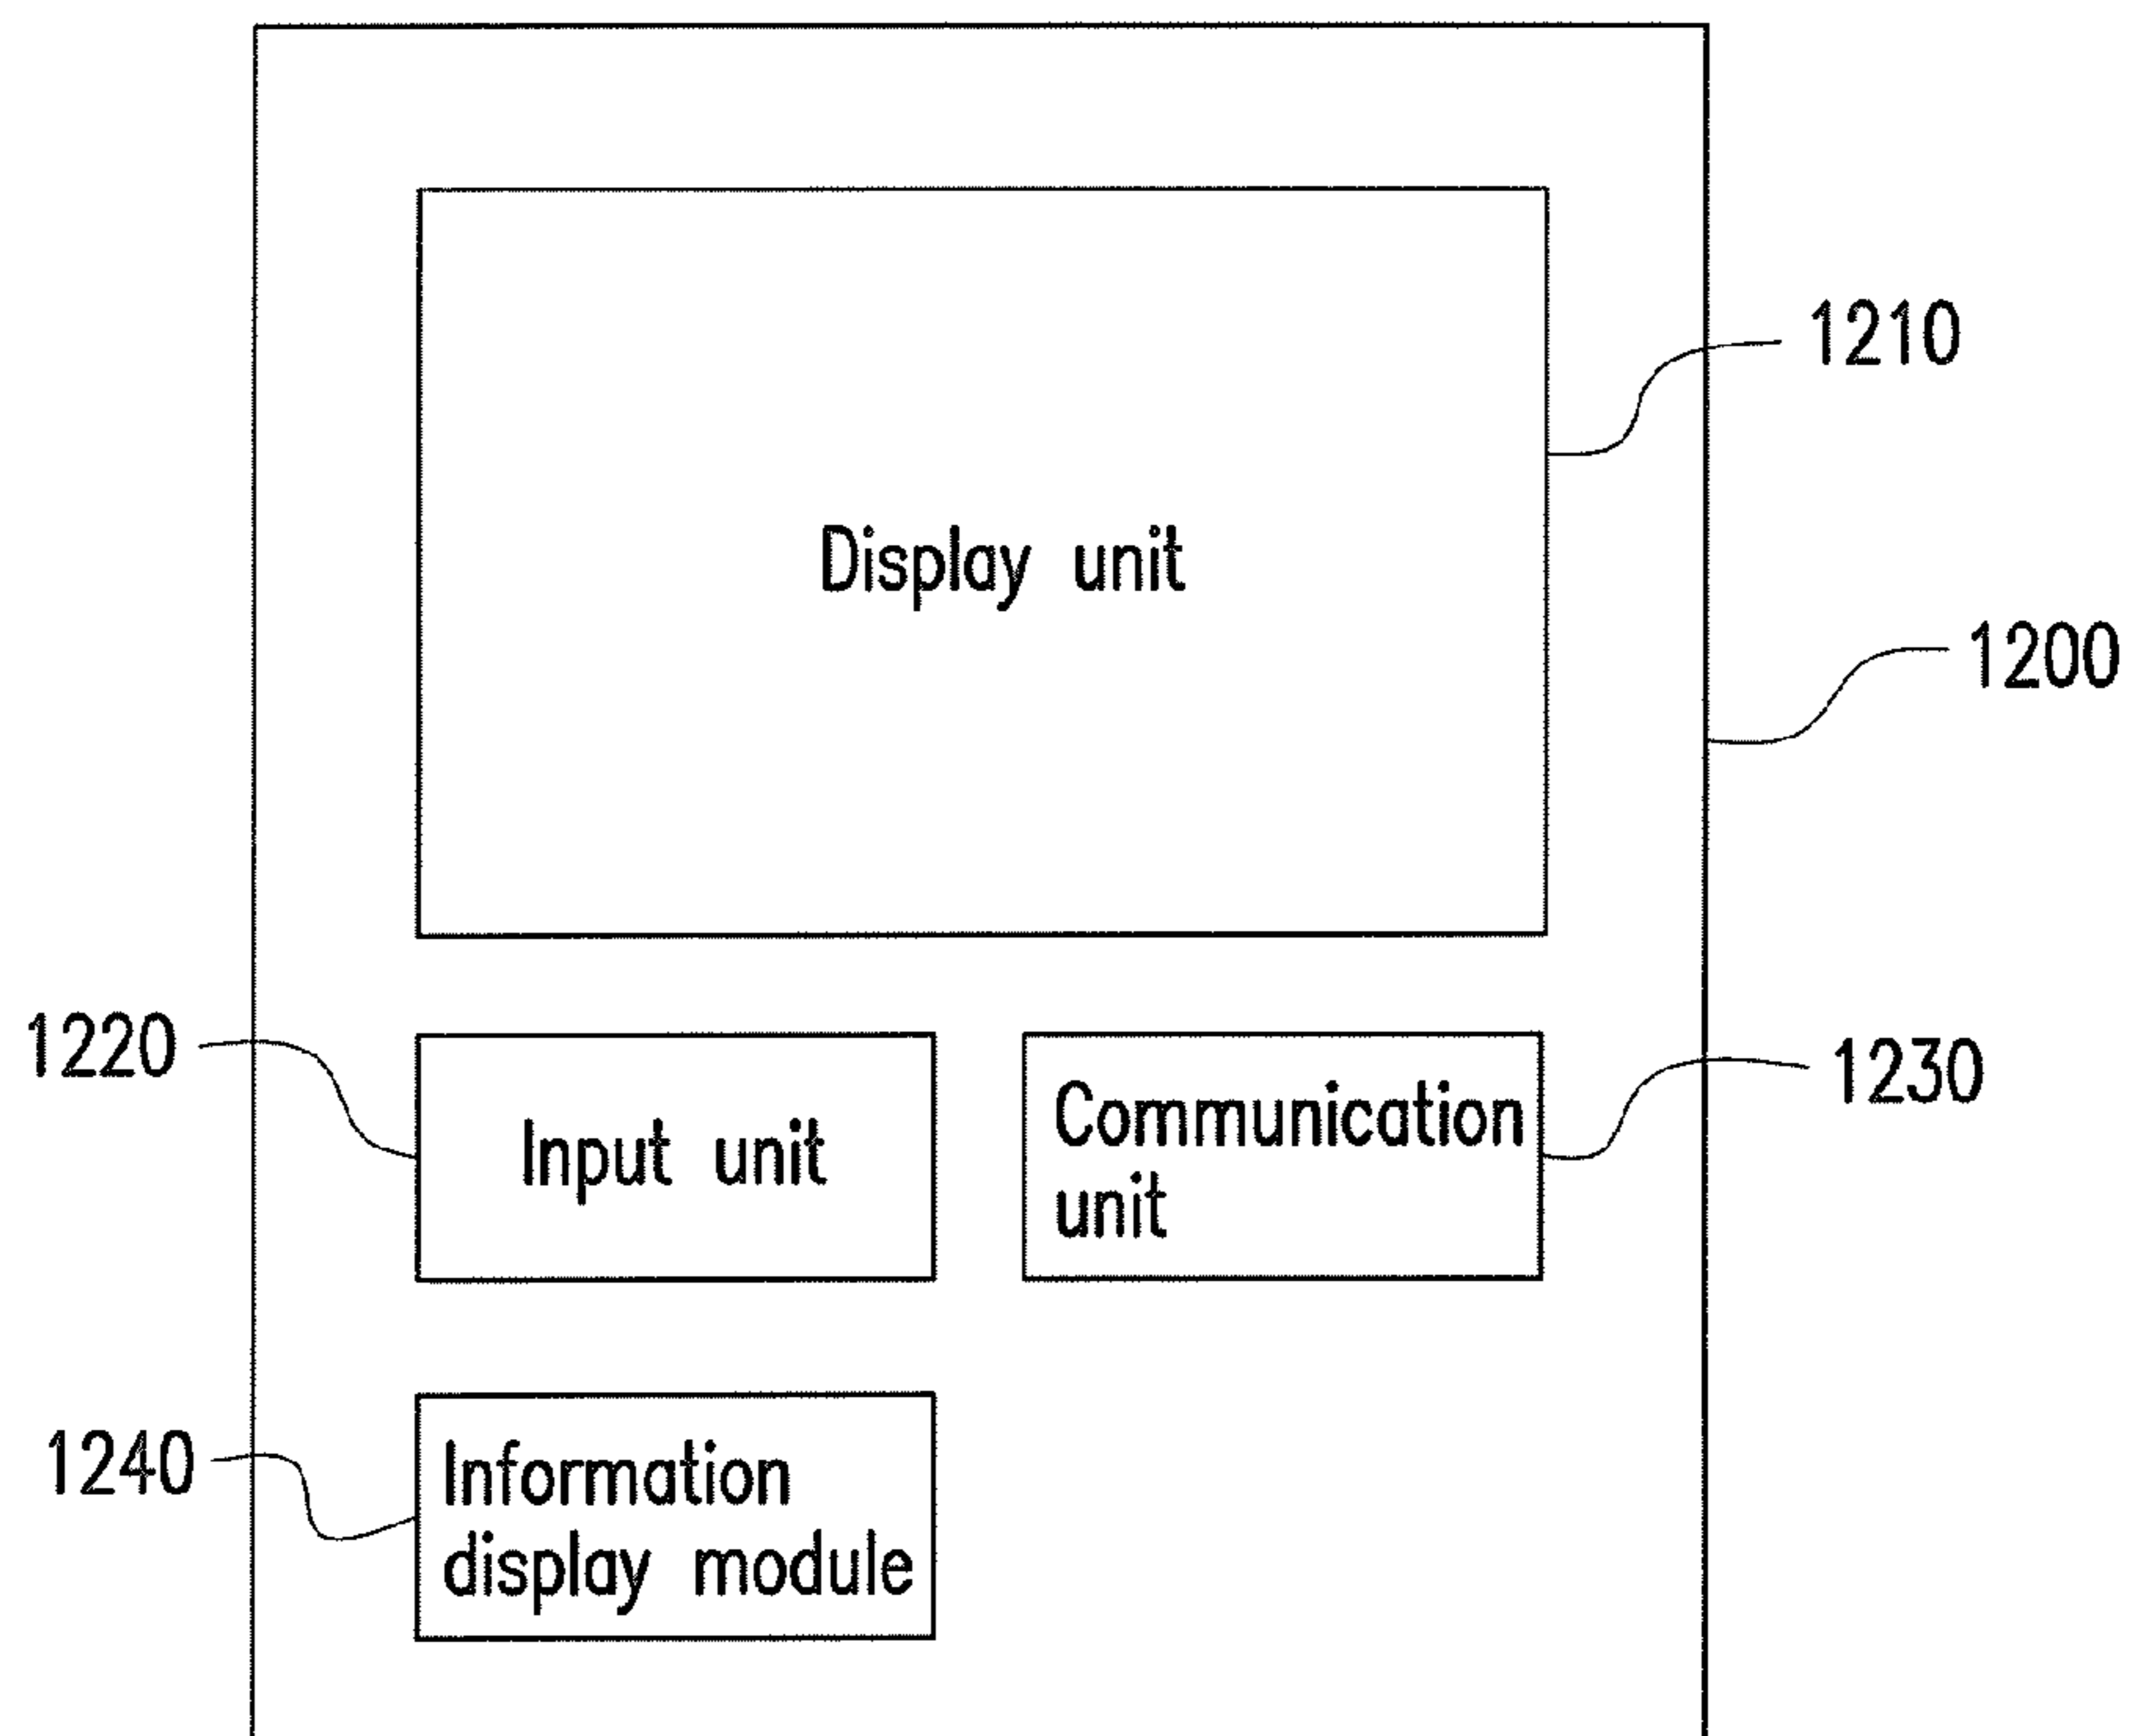 1210
Display unit
1200
1220
Input unit
Communication
unit
1230
1240
Information
display module